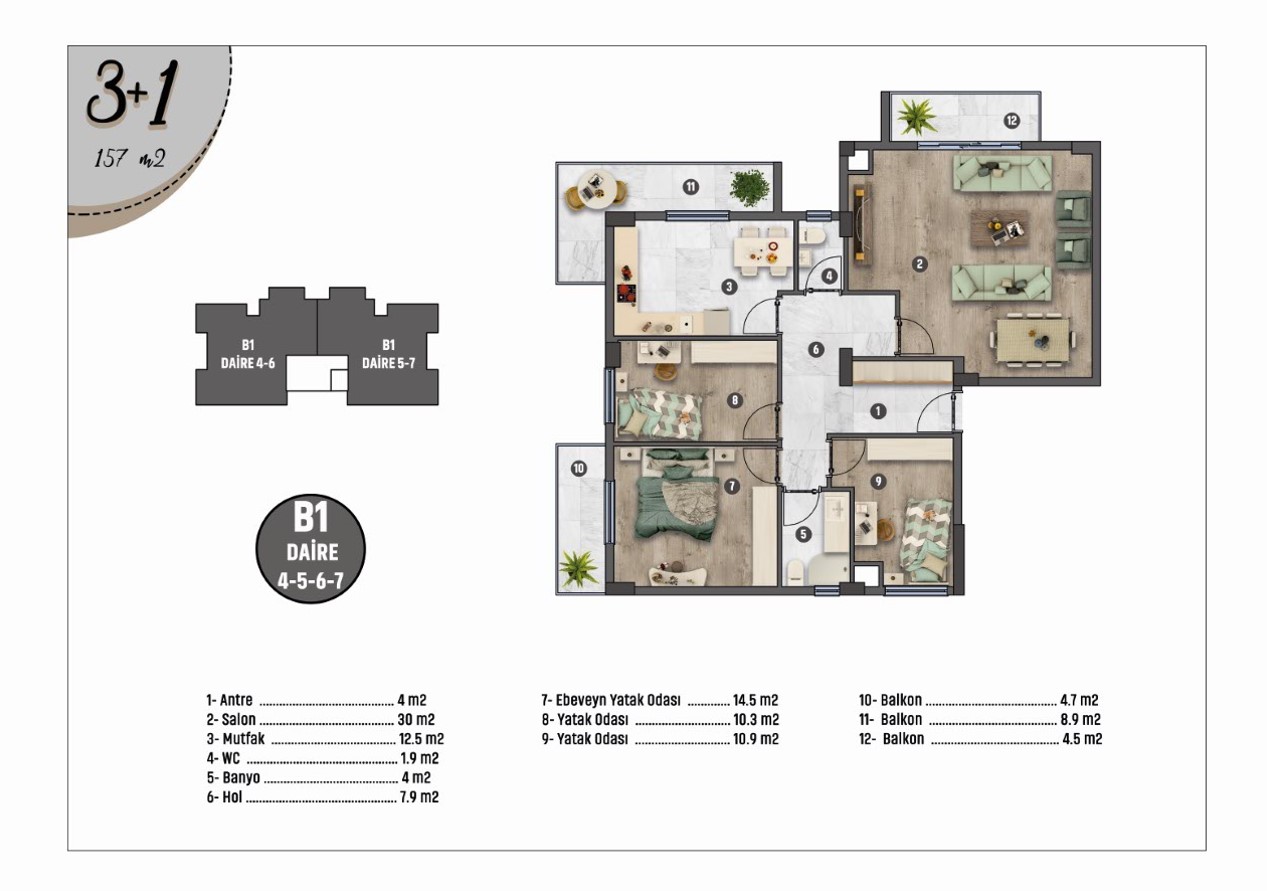 3+1
157 m2
12
11
2
4
3
6
8
1
10
7
9
5
B1
DAİRE 4-6
B1
DAİRE 5-7
B1
DAİRE
4-5-6-7
1- Antre ........................................ 4 m2
2- Salon ........................................ 30 m2
3- Mutfak ..................................... 12.5 m2
4- WC ............................................ 1.9 m2
5- Banyo ....................................... 4 m2
6- Hol ............................................ 7.9 m2
7- Ebeveyn Yatak Odası ............ 14.5 m2
8- Yatak Odası ........................... 10.3 m2
9- Yatak Odası ........................... 10.9 m2
10- Balkon ...................................... 4.7 m2
11- Balkon ..................................... 8.9 m2
12- Balkon ..................................... 4.5 m2